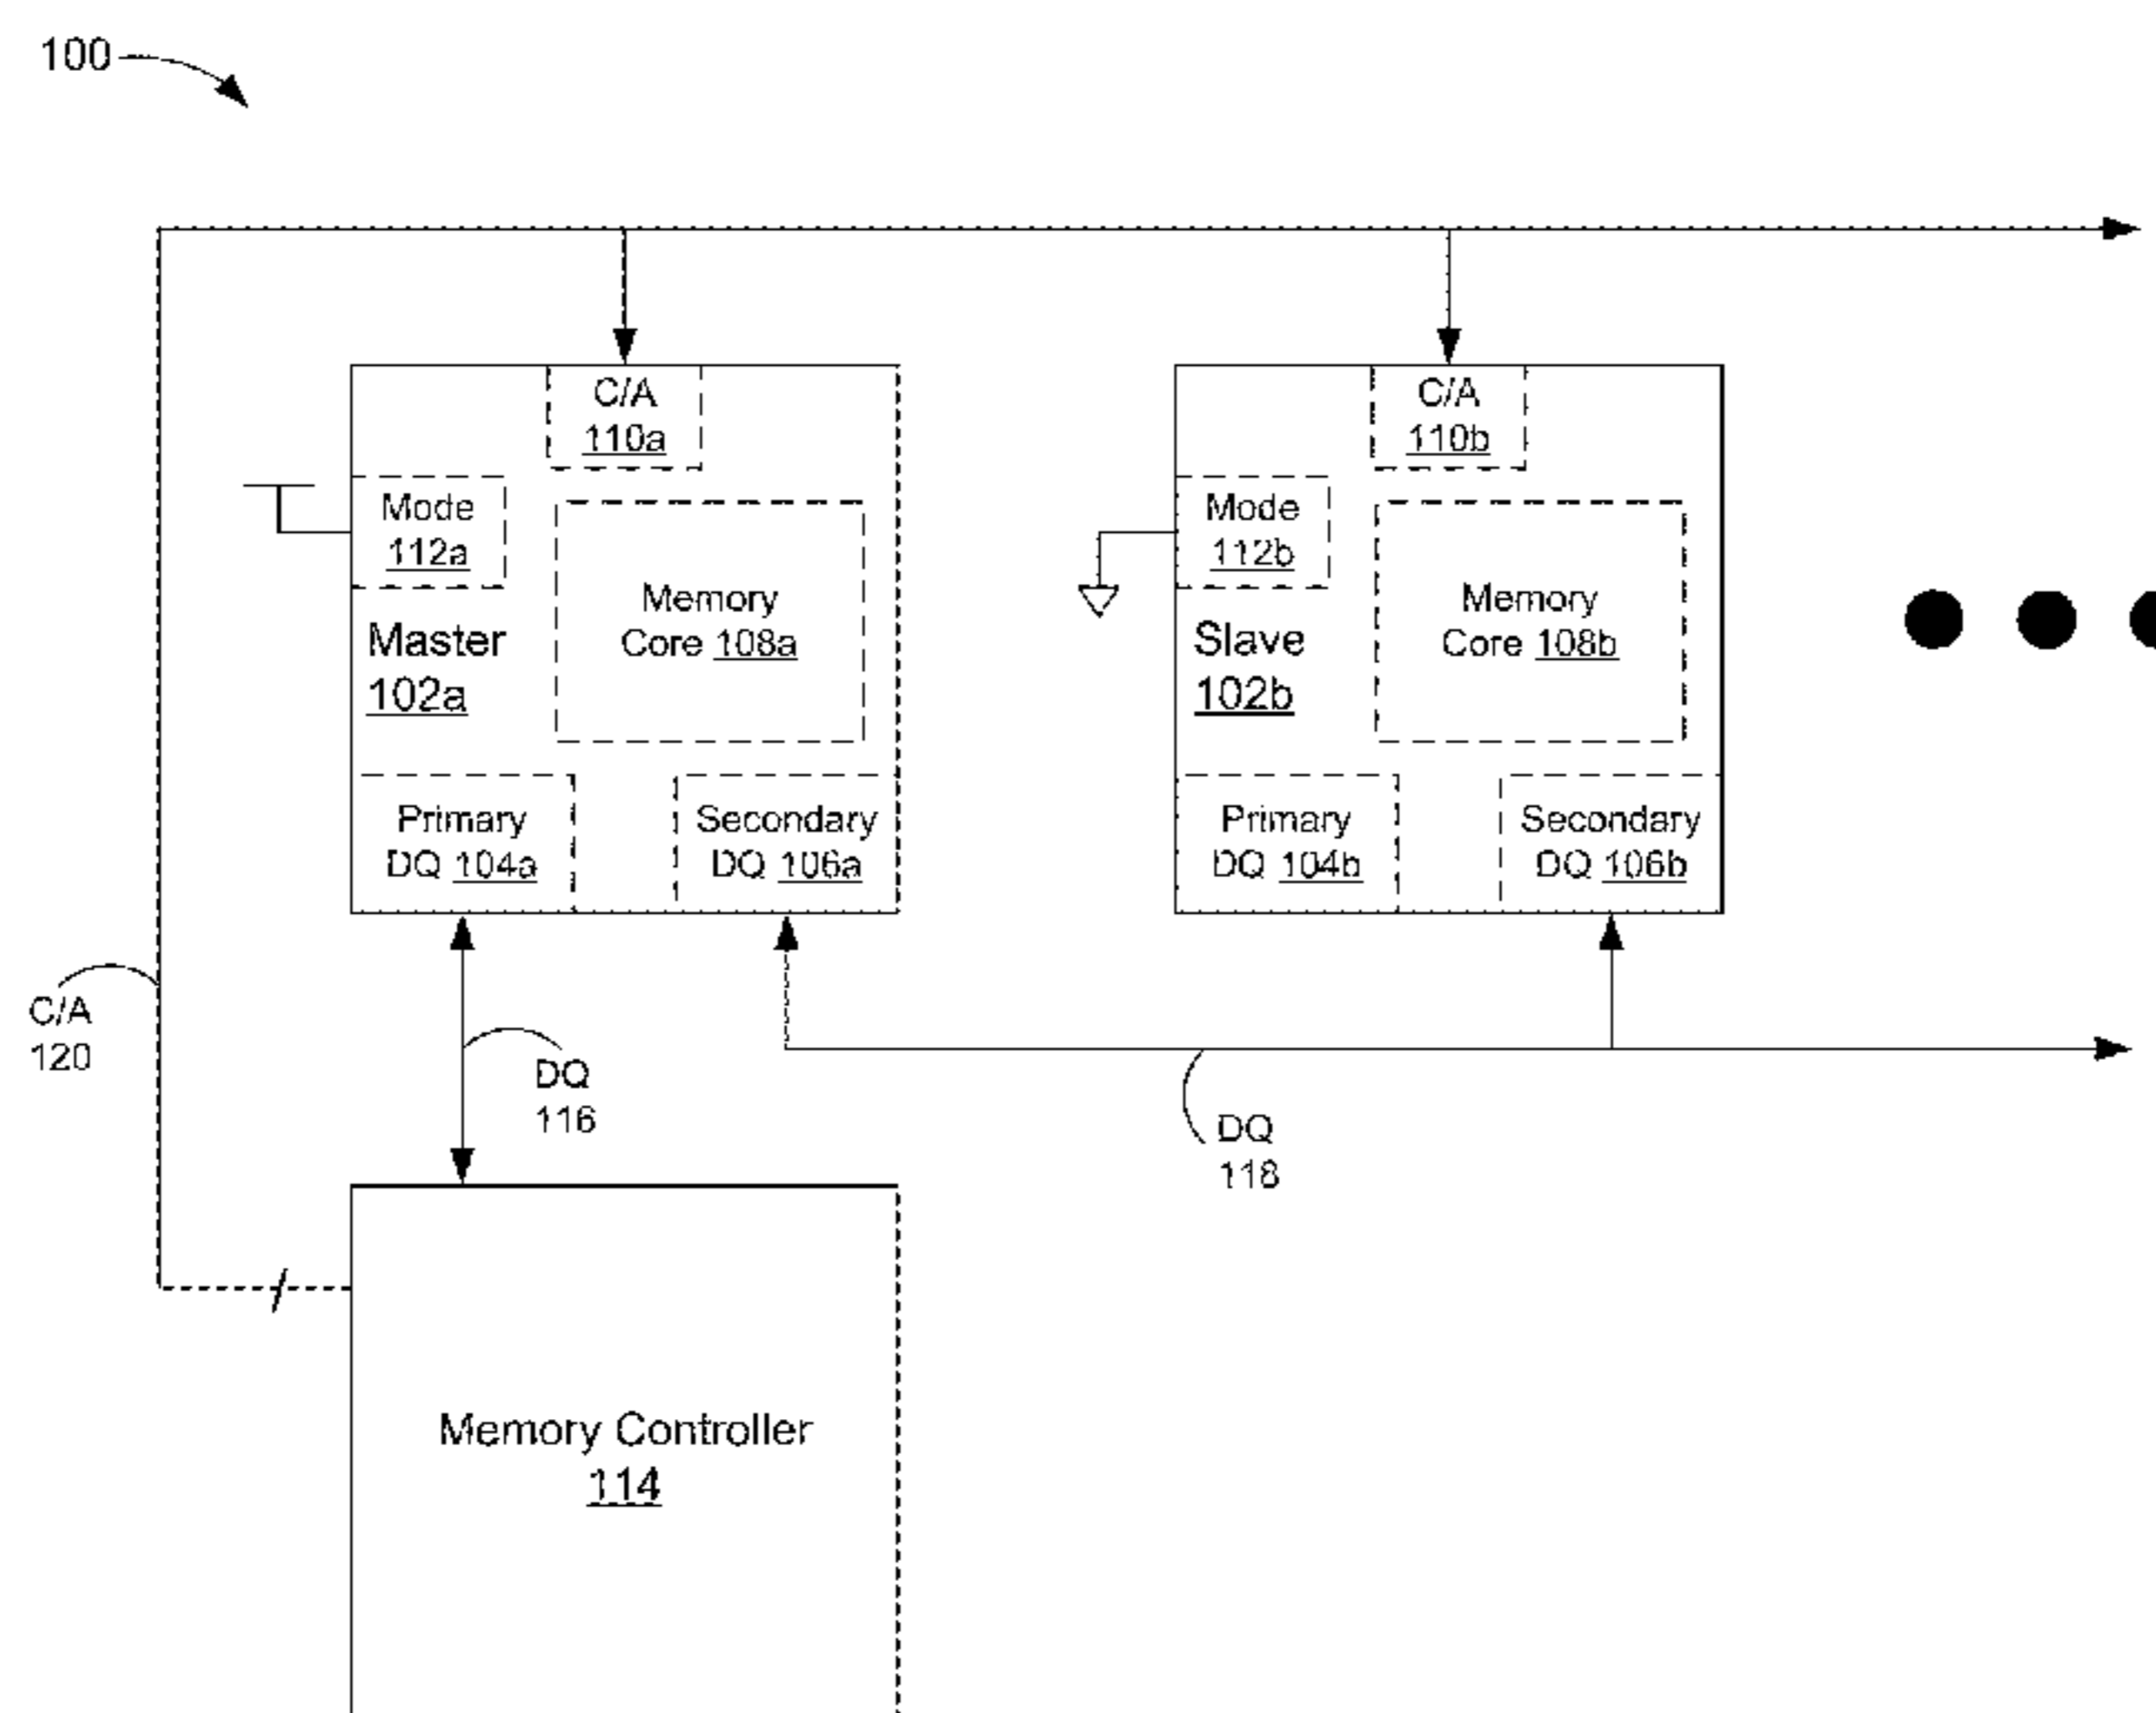 100
C/A
110a
C/A
110b
Mode
112a
Mode
112b
Memory
Core 108a
Memory
Core 108b
Master
102a
Slave
102b
Primary
DQ 104a
Secondary
DQ 106a
Primary
DQ 104b
Secondary
DQ 106b
C/A
120
DQ
116
DQ
118
Memory Controller
114